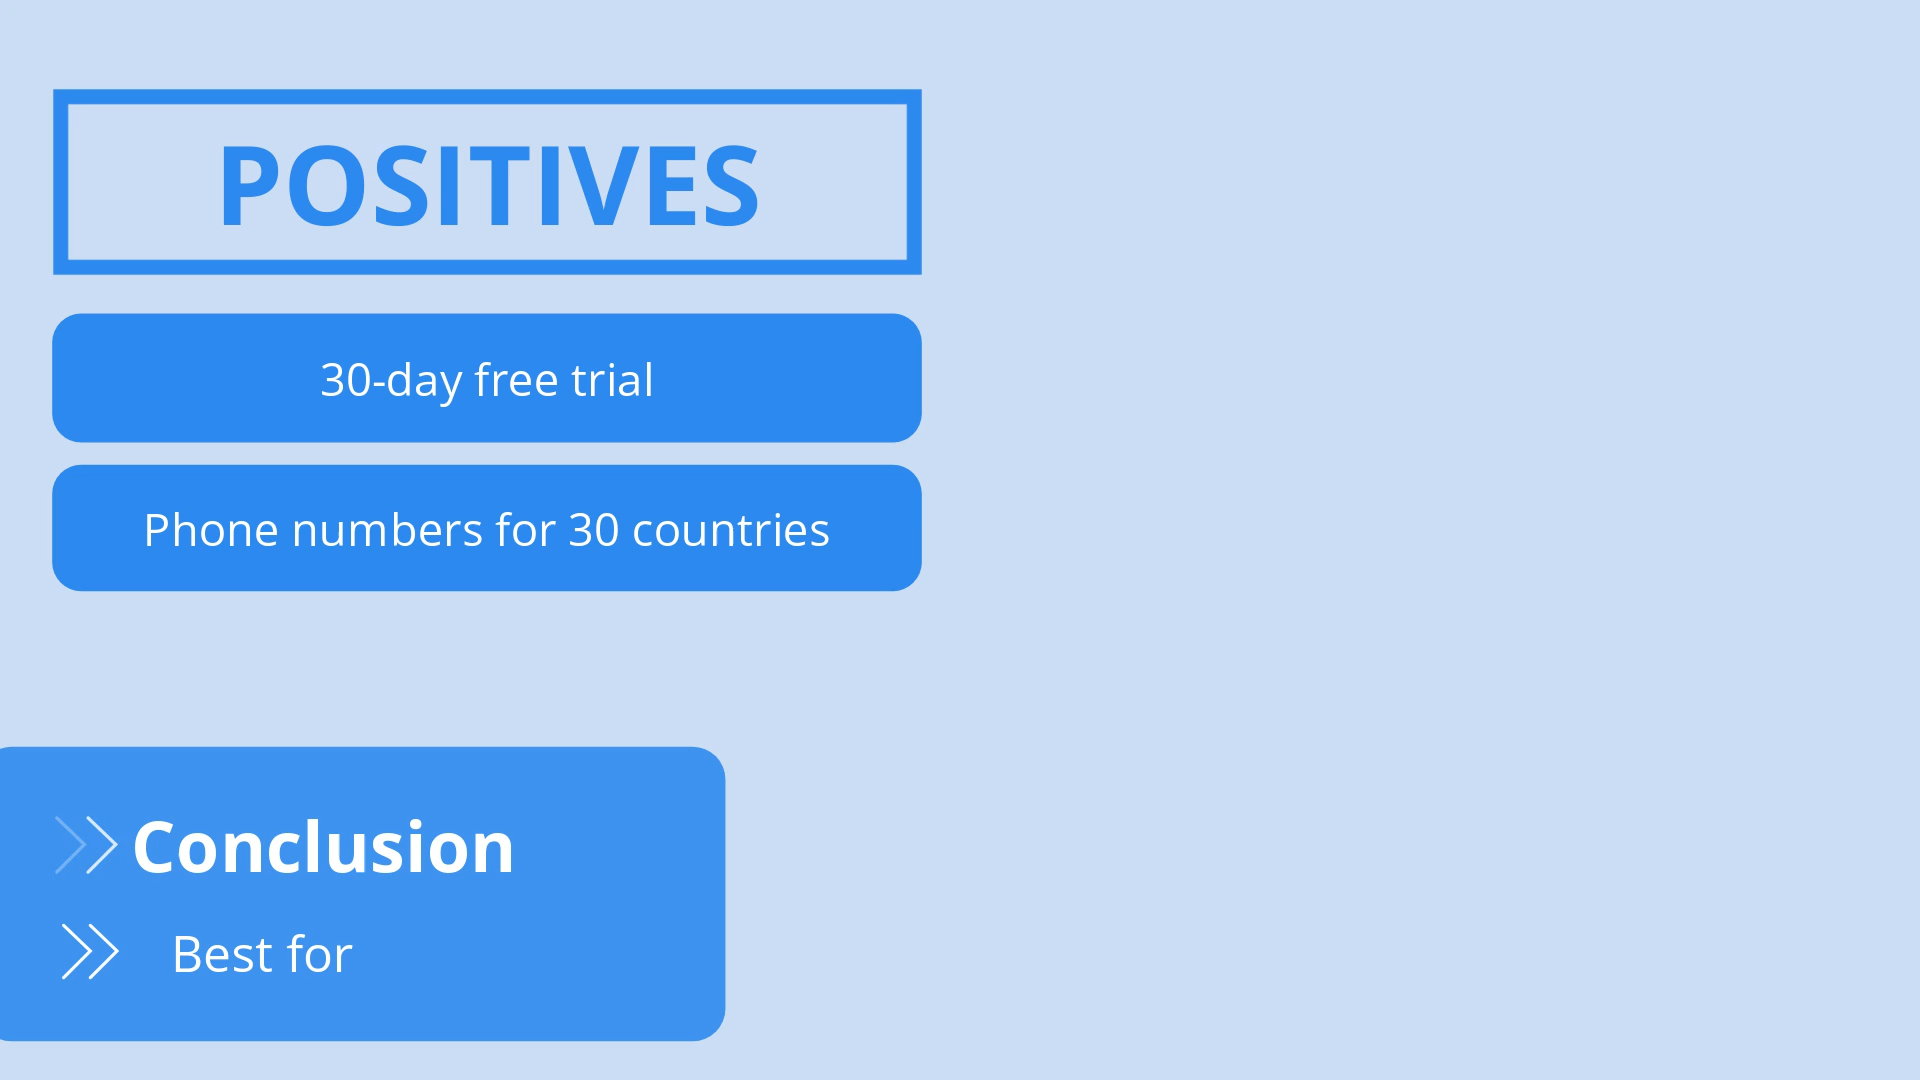 POSITIVES
30-day free trial
Phone numbers for 30 countries
Conclusion
Best for